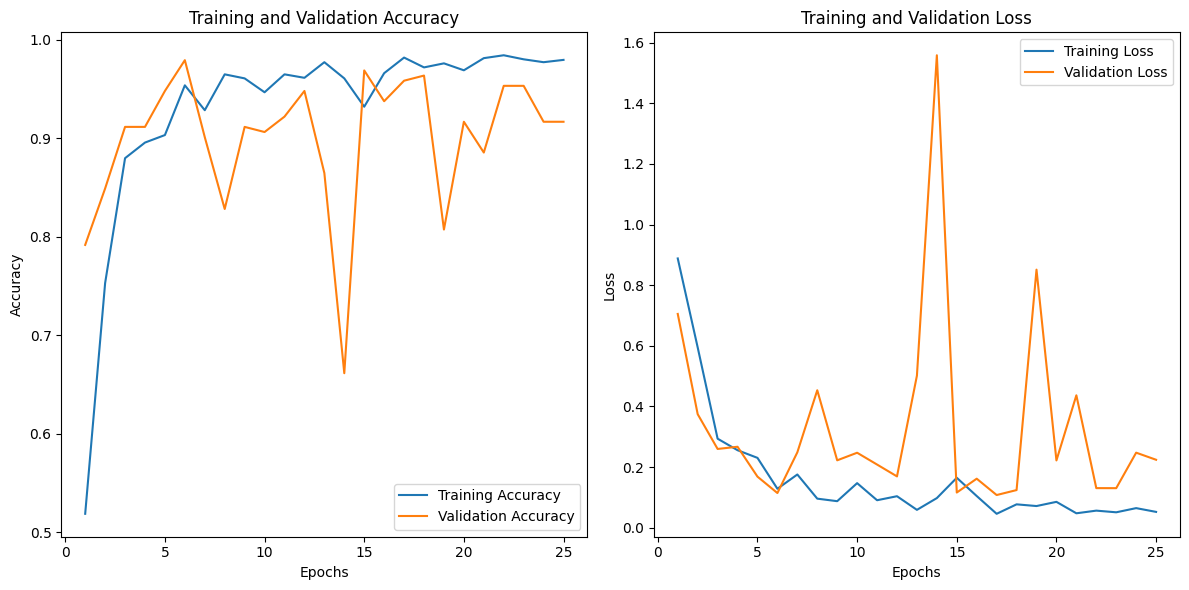 Training and Validation Accuracy
1.0
0.9
0.8
0.7
0.6
0.5
Accuracy
Training Accuracy
Validation Accuracy
0
5
10
15
20
25
Epochs
Training and Validation Loss
1.6
1.4
1.2
1.0
0.8
0.6
0.4
0.2
0.0
Loss
Training Loss
Validation Loss
0
5
10
15
20
25
Epochs